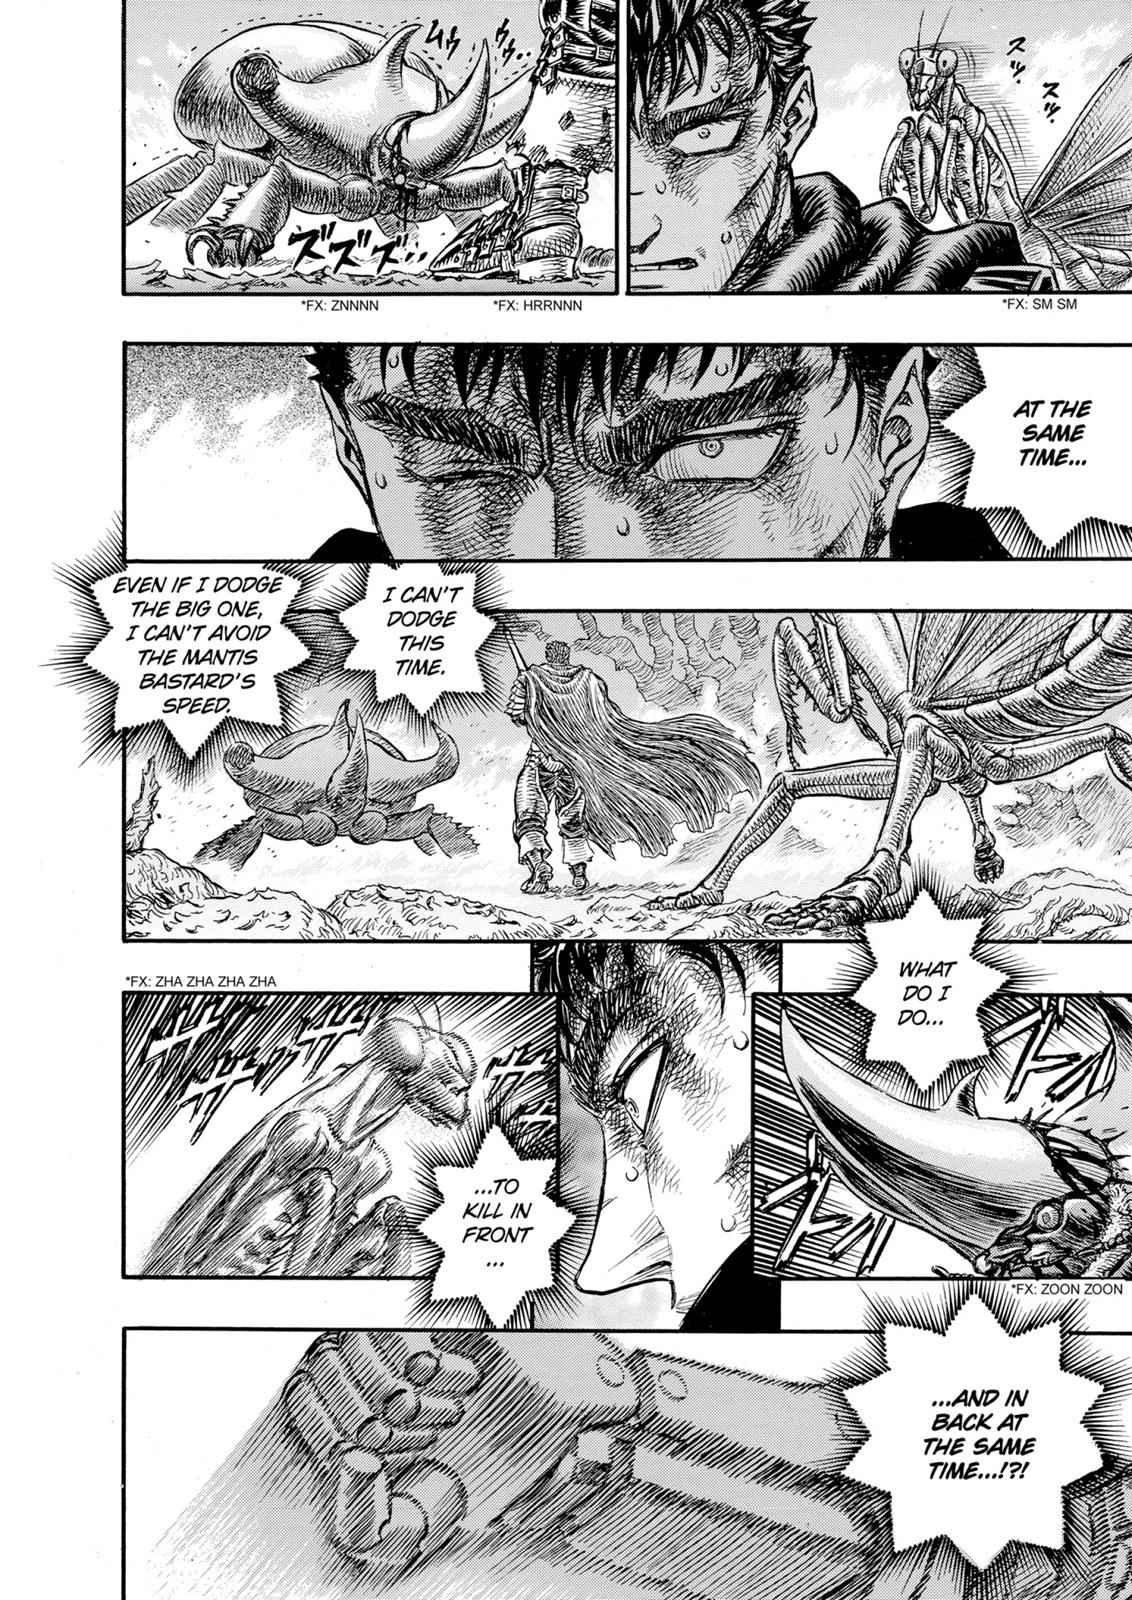 スッ
スッ
ムゥ
ウゥ..
ズズズ..
*FX: SM SM
*FX: HRRNNN
*FX: ZNNNN
AT THE
SAME
TIME...
I CAN'T
DODGE
THIS
TIME.
EVEN IF I DODGE
THE BIG ONE,
I CAN'T AVOID
THE MANTIS
BASTARD'S
SPEED.
WHAT
DO I
DO...
*FX: ZOON ZOON
*FX: ZHA ZHA ZHA ZHA
...TO
KILL IN
FRONT
...
...AND IN
BACK AT
THE SAME
TIME...!?!